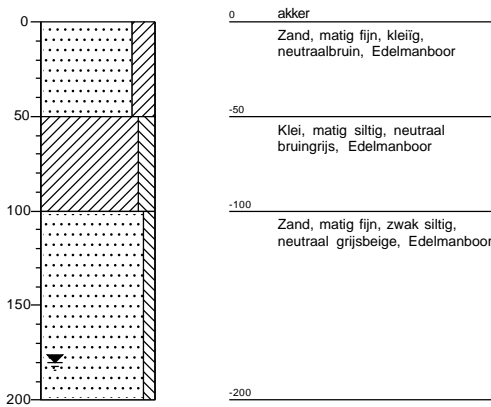 0
50
100
150
200
0 akker
Zand, matig fijn, kleiïg,
neutraalbruin, Edelmanboor
-50
Klei, matig siltig, neutraal
bruingrijs, Edelmanboor
-100
Zand, matig fijn, zwak siltig,
neutraal grijsbeige, Edelmanboor
-200